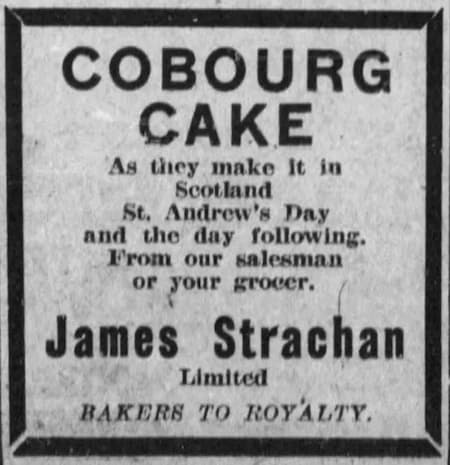 COBOURG
CAKE
As they make it in
Scotland
St. Andrew's Day
and the day following.
From our salesman
or your grocer.
James Strachan
Limited
BAKERS TO ROYALTY.